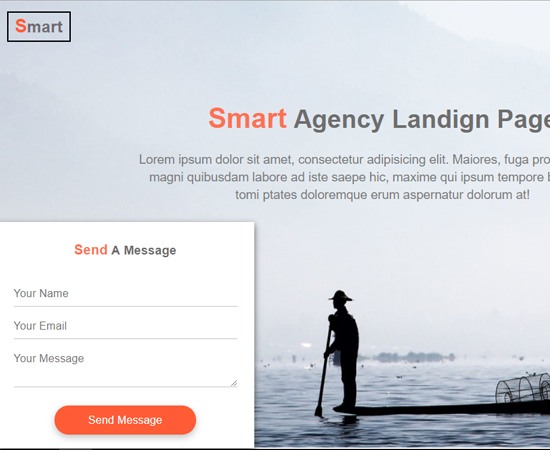 Smart
Smart Agency Landign Page
Lorem ipsum dolor sit amet, consectetur adipisicing elit. Maiores, fuga pro
magni quibusdam labore ad iste saepe hic, maxime qui ipsum tempore
tomi ptates doloremque erum aspernatur dolorum at!
Send A Message
Your Name
Your Email
Your Message
Send Message